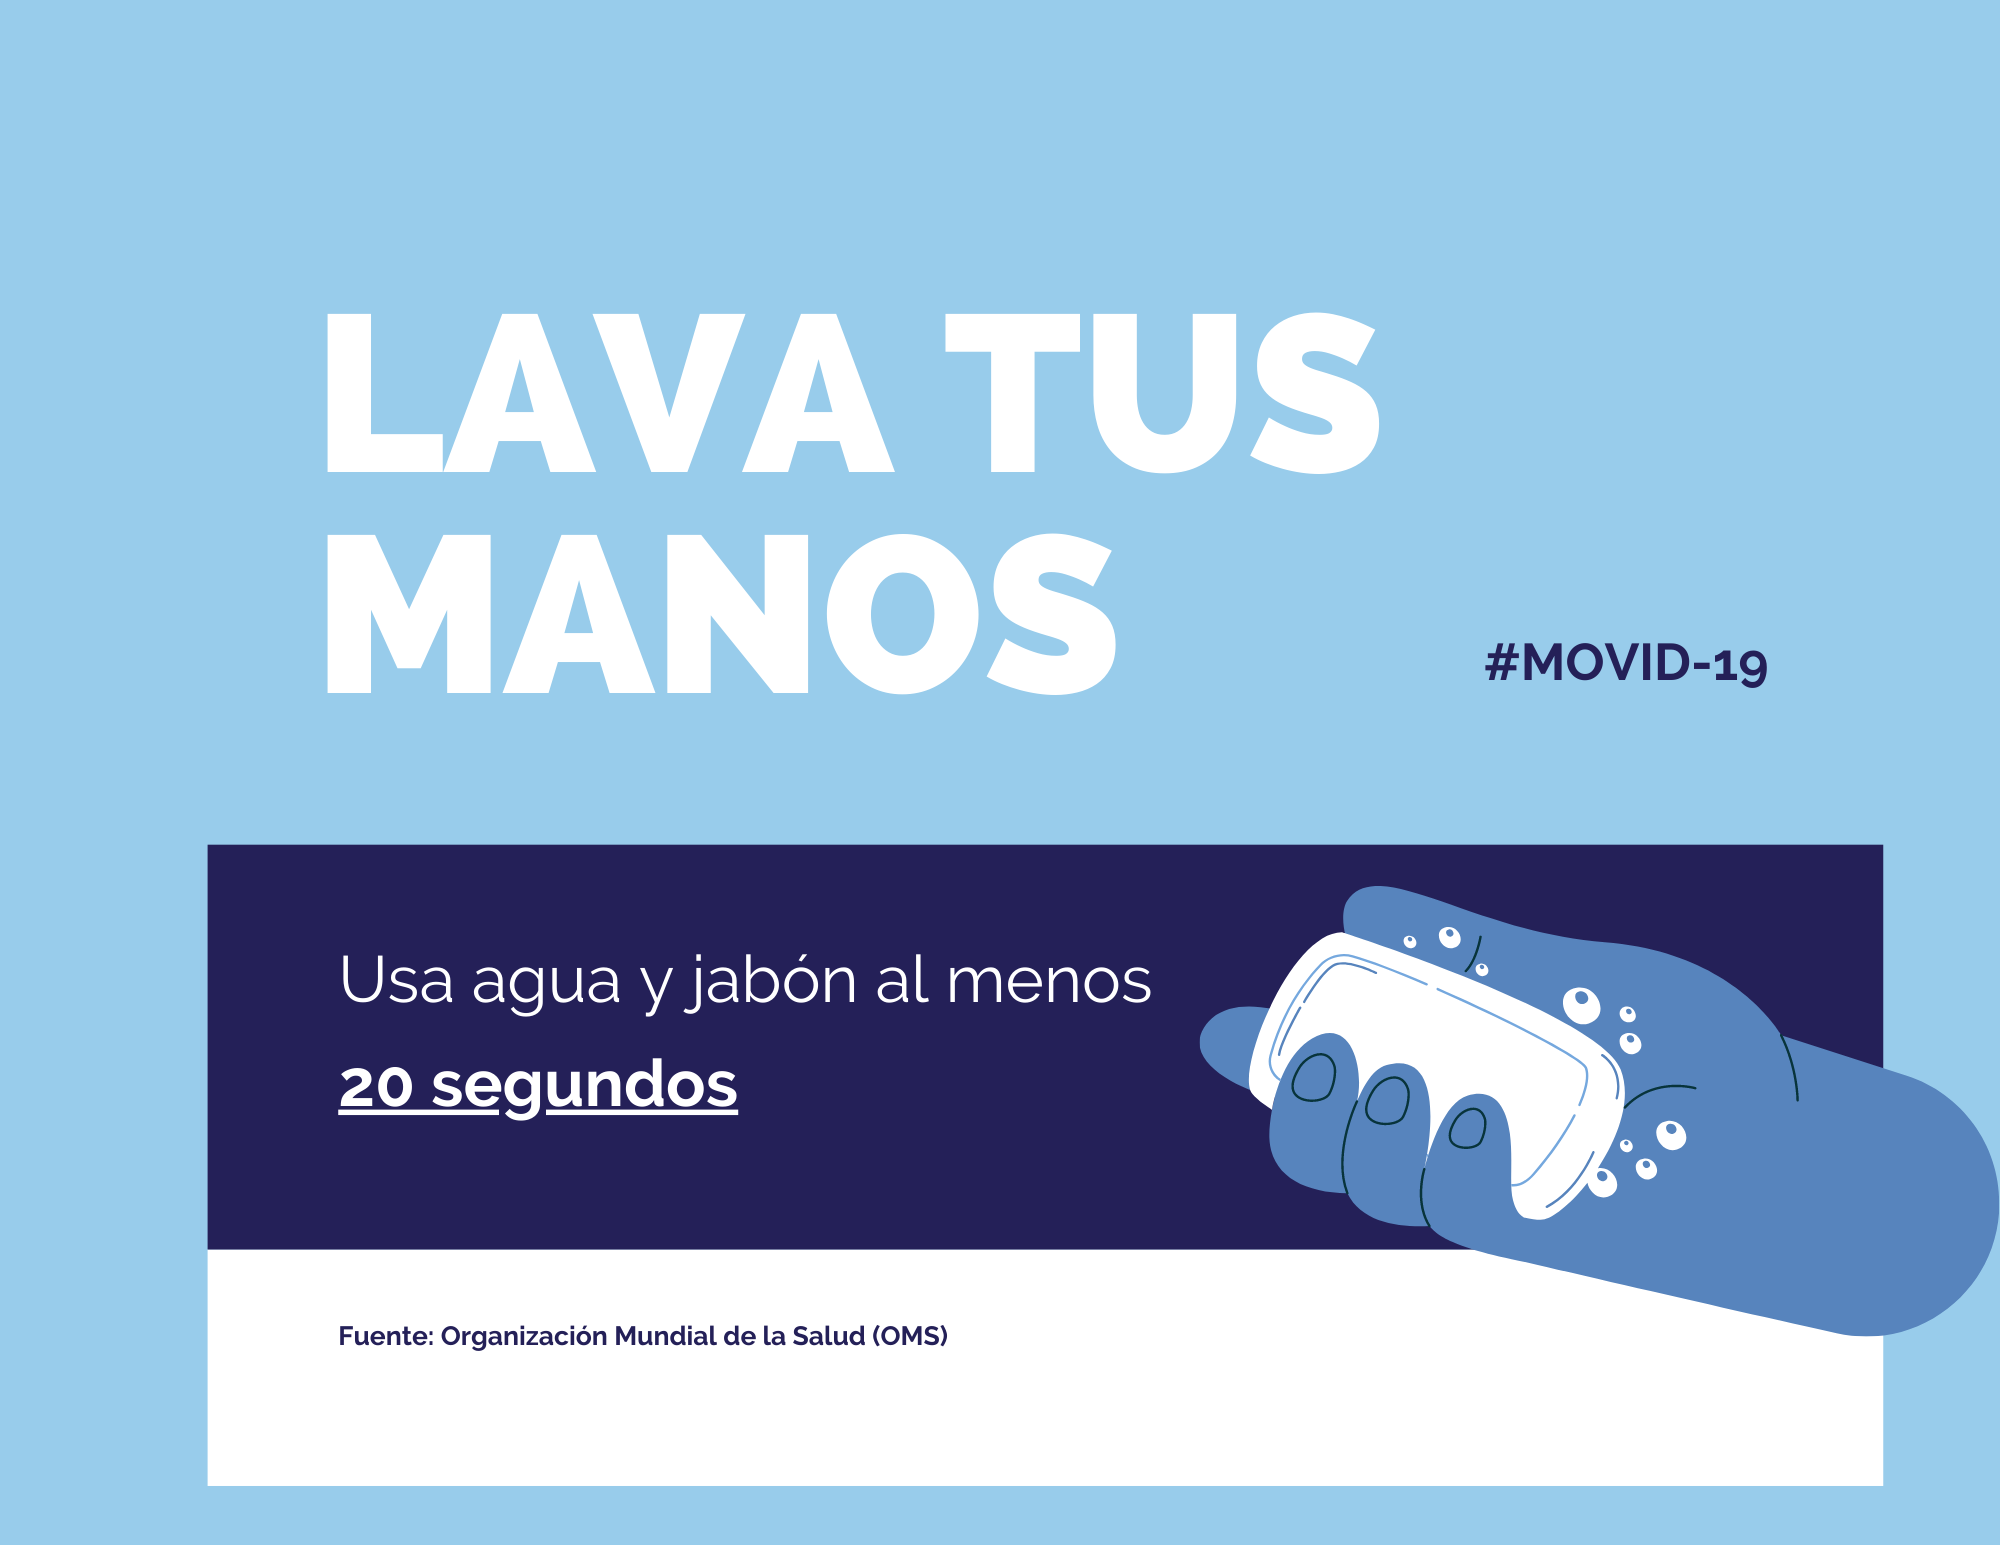 LAVA TUS
MANOS
#MOVID-19
Usa agua y jabón al menos
20 segundos
Fuente: Organización Mundial de la Salud (OMS)